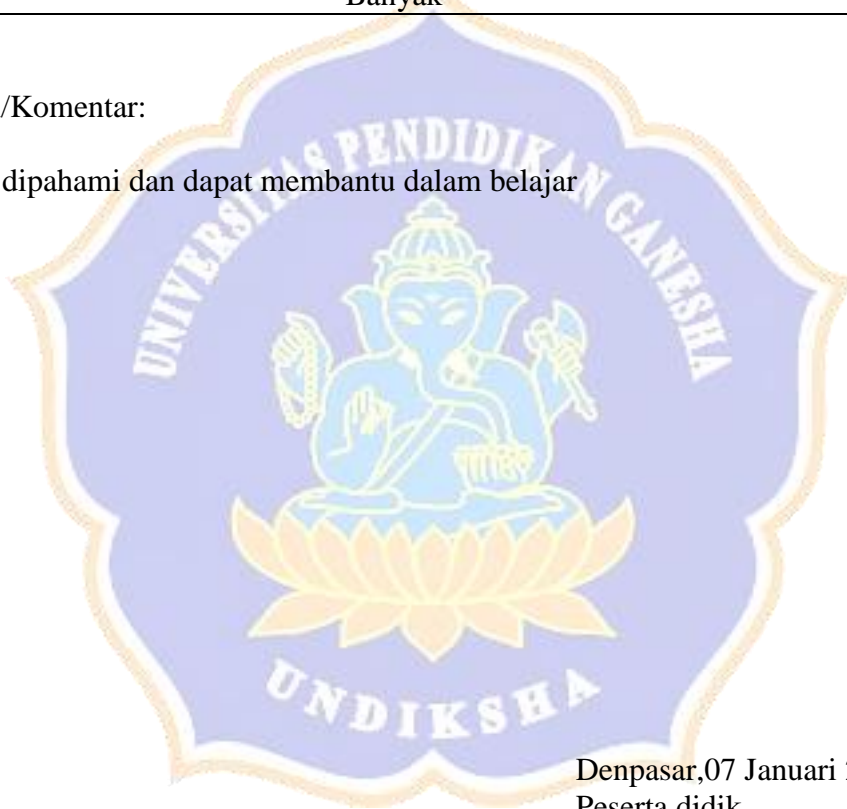 Banyak
/Komentar:
dipahami dan dapat membantu dalam belajar
UNIVERSITAS PENDIDIKAN GANESHA
UNDIKSHA
Denpasar,07 Januari
Peserta didik